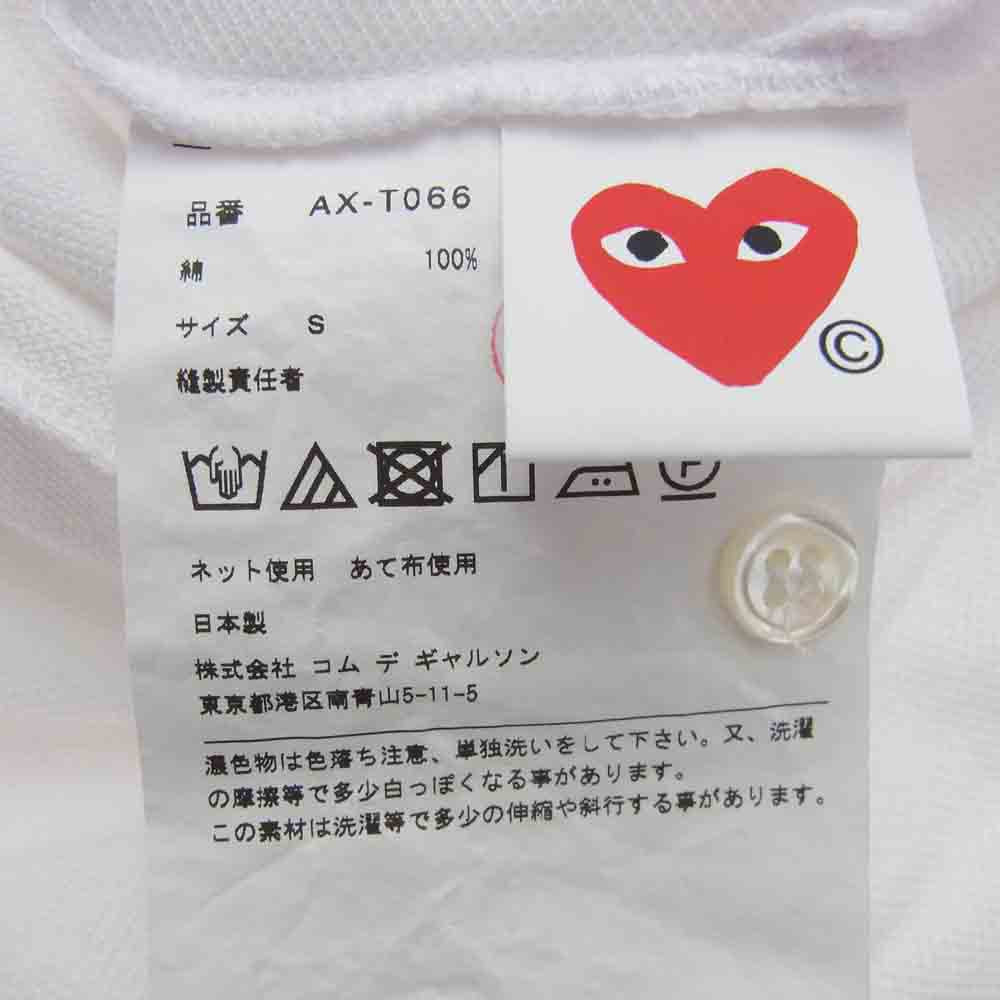 品番 AX-T066
綿 100%
サイズ S
縫製責任者
ネット使用 あて布使用
日本製
株式会社 コム デ ギャルソン
東京都港区南青山5-11-5
濃色物は色落ち注意、単独洗いをして下さい。又、洗濯
の摩擦等で多少白っぽくなる事があります。
この素材は洗濯等で多少の伸縮や斜行する事があります。
©
P